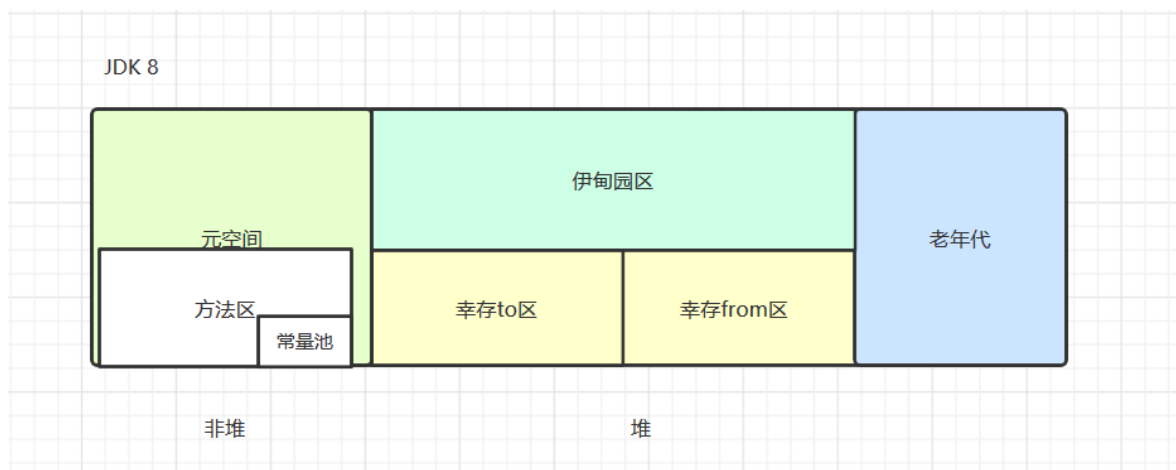 JDK 8
伊甸园区
元空间
老年代
方法区
幸存to区
幸存from区
常量池
非堆
堆